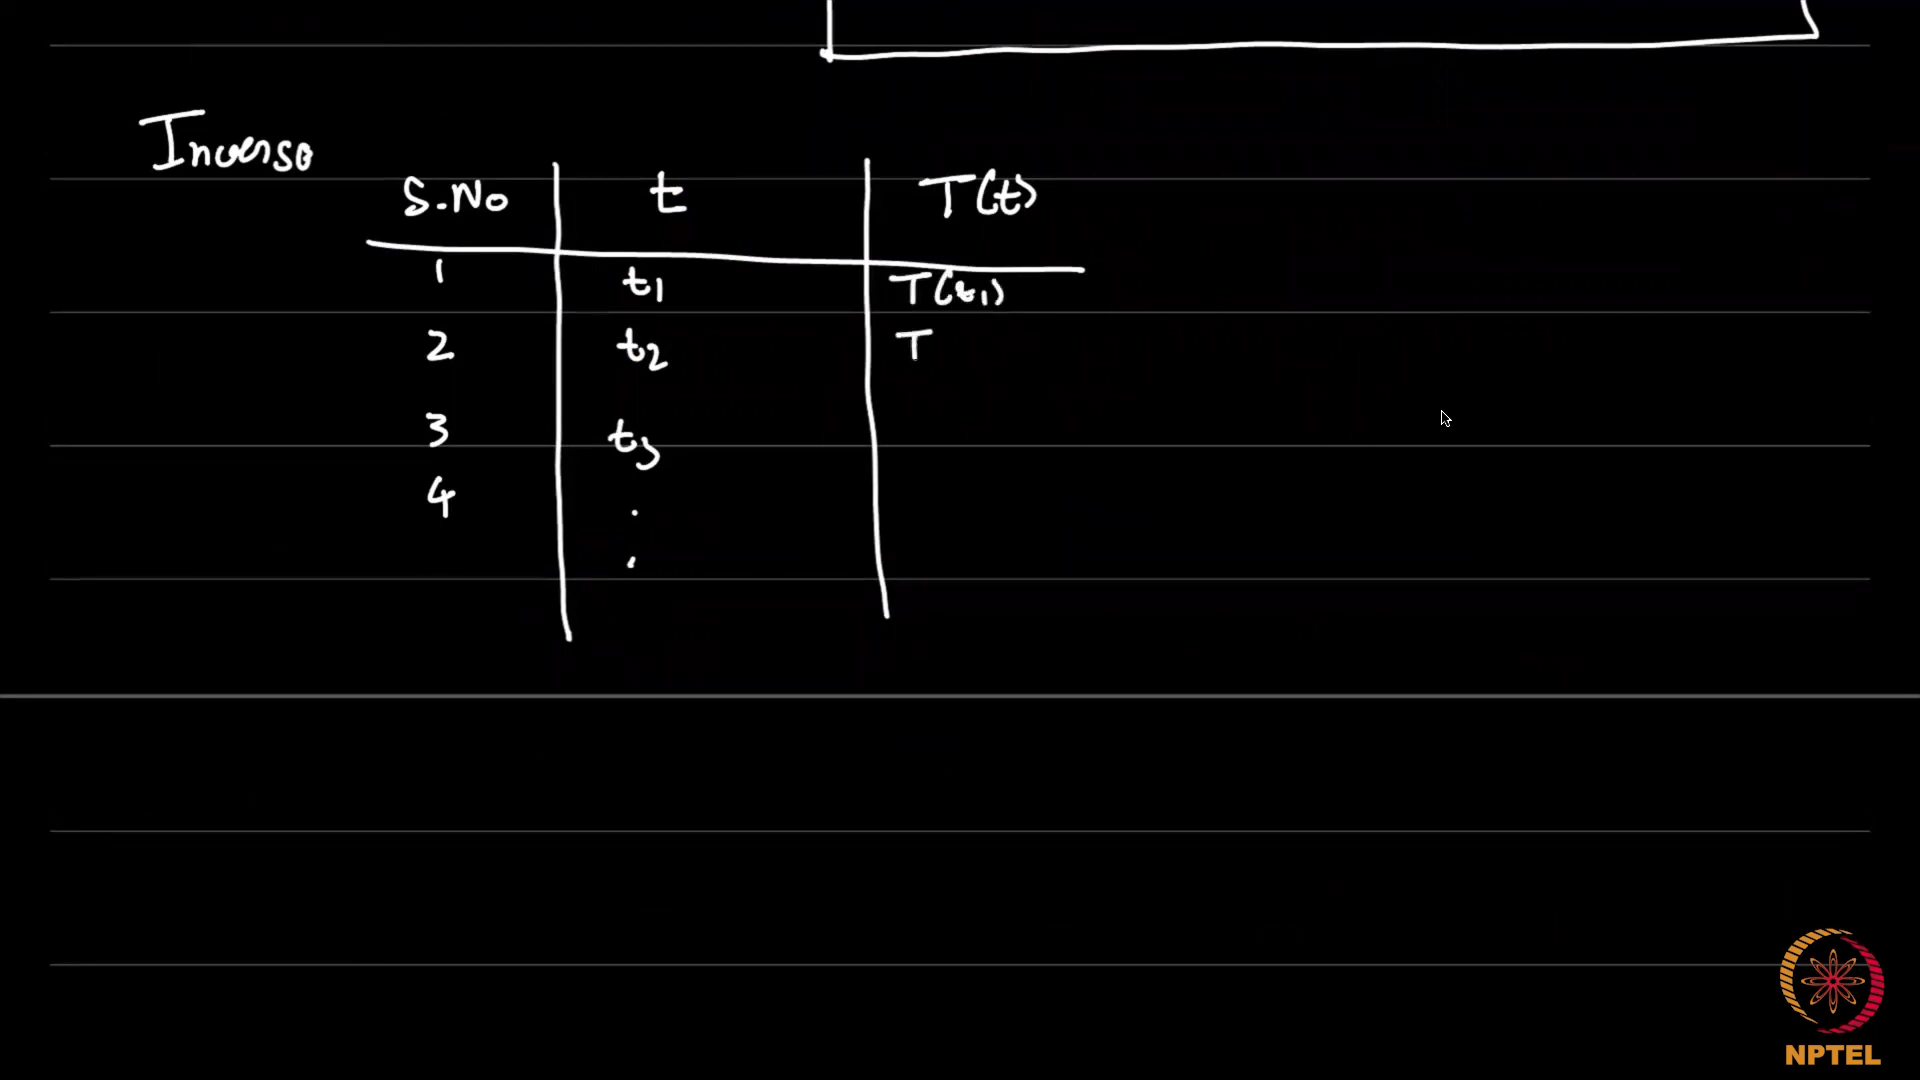 Inverse
S.No t T(t)
1 t1 T(t1)
2 t2 T
3 t3
4 .
.
NPTEL